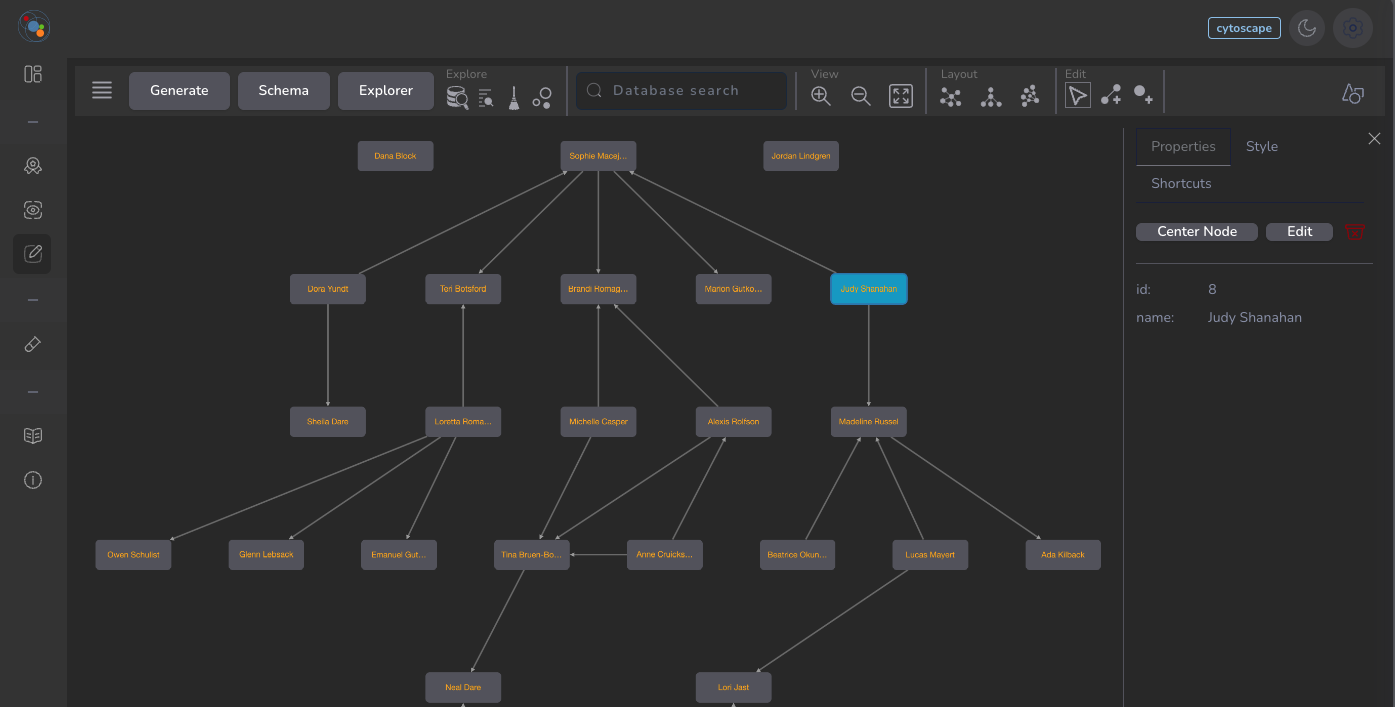 cytoscape
Generate
Schema
Explorer
Explore
Database search
View
Layout
Edit
Properties
Style
Shortcuts
Center Node
Edit
id: 8
name: Judy Shanahan
Dana Block
Sophie Macej...
Jordan Lindgren
Dora Yundt
Teri Botsford
Brandi Romag...
Marion Gutko...
Judy Shanahan
Sheila Dare
Loretta Roma...
Michelle Casper
Alexis Rolfson
Madeline Russel
Owen Schulist
Glenn Lebsack
Emanuel Gut...
Tina Bruen-Bo...
Anne Cruicks...
Beatrice Okun...
Lucas Mayert
Ada Kilback
Neal Dare
Lori Jast